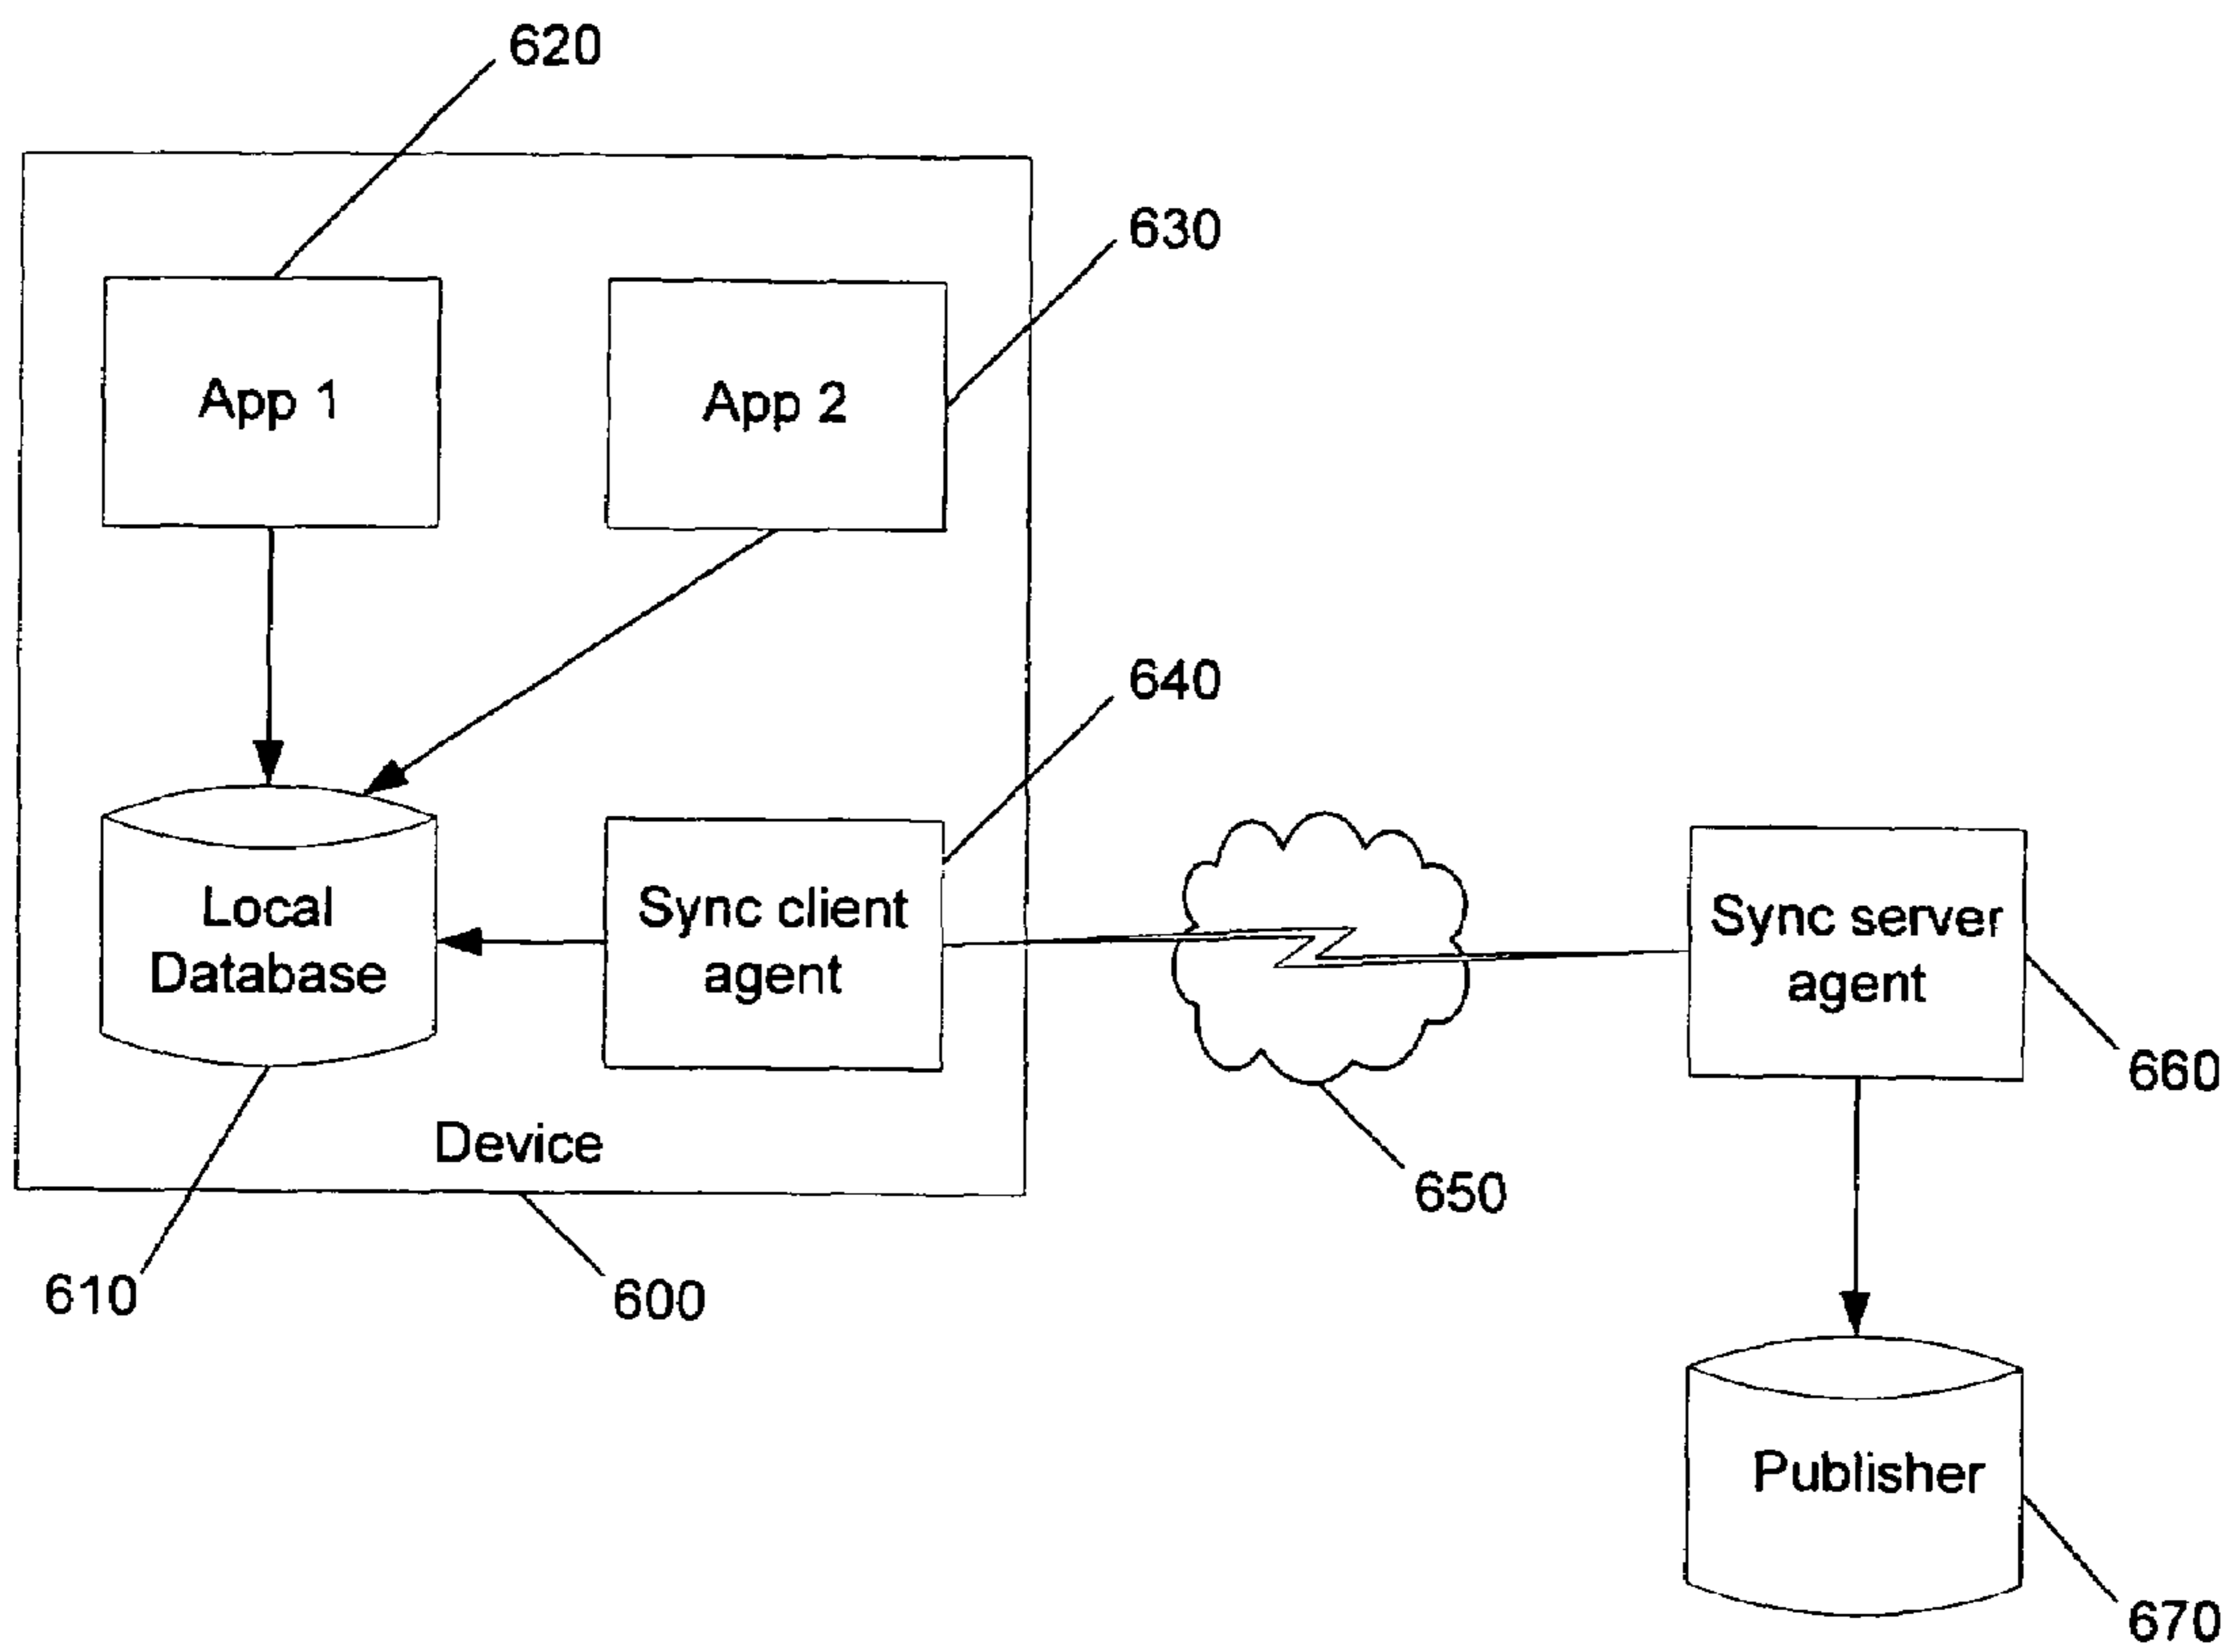 620
630
App 1
App 2
640
Local
Database
Sync client
agent
Sync server
agent
660
Device
650
610
600
Publisher
670